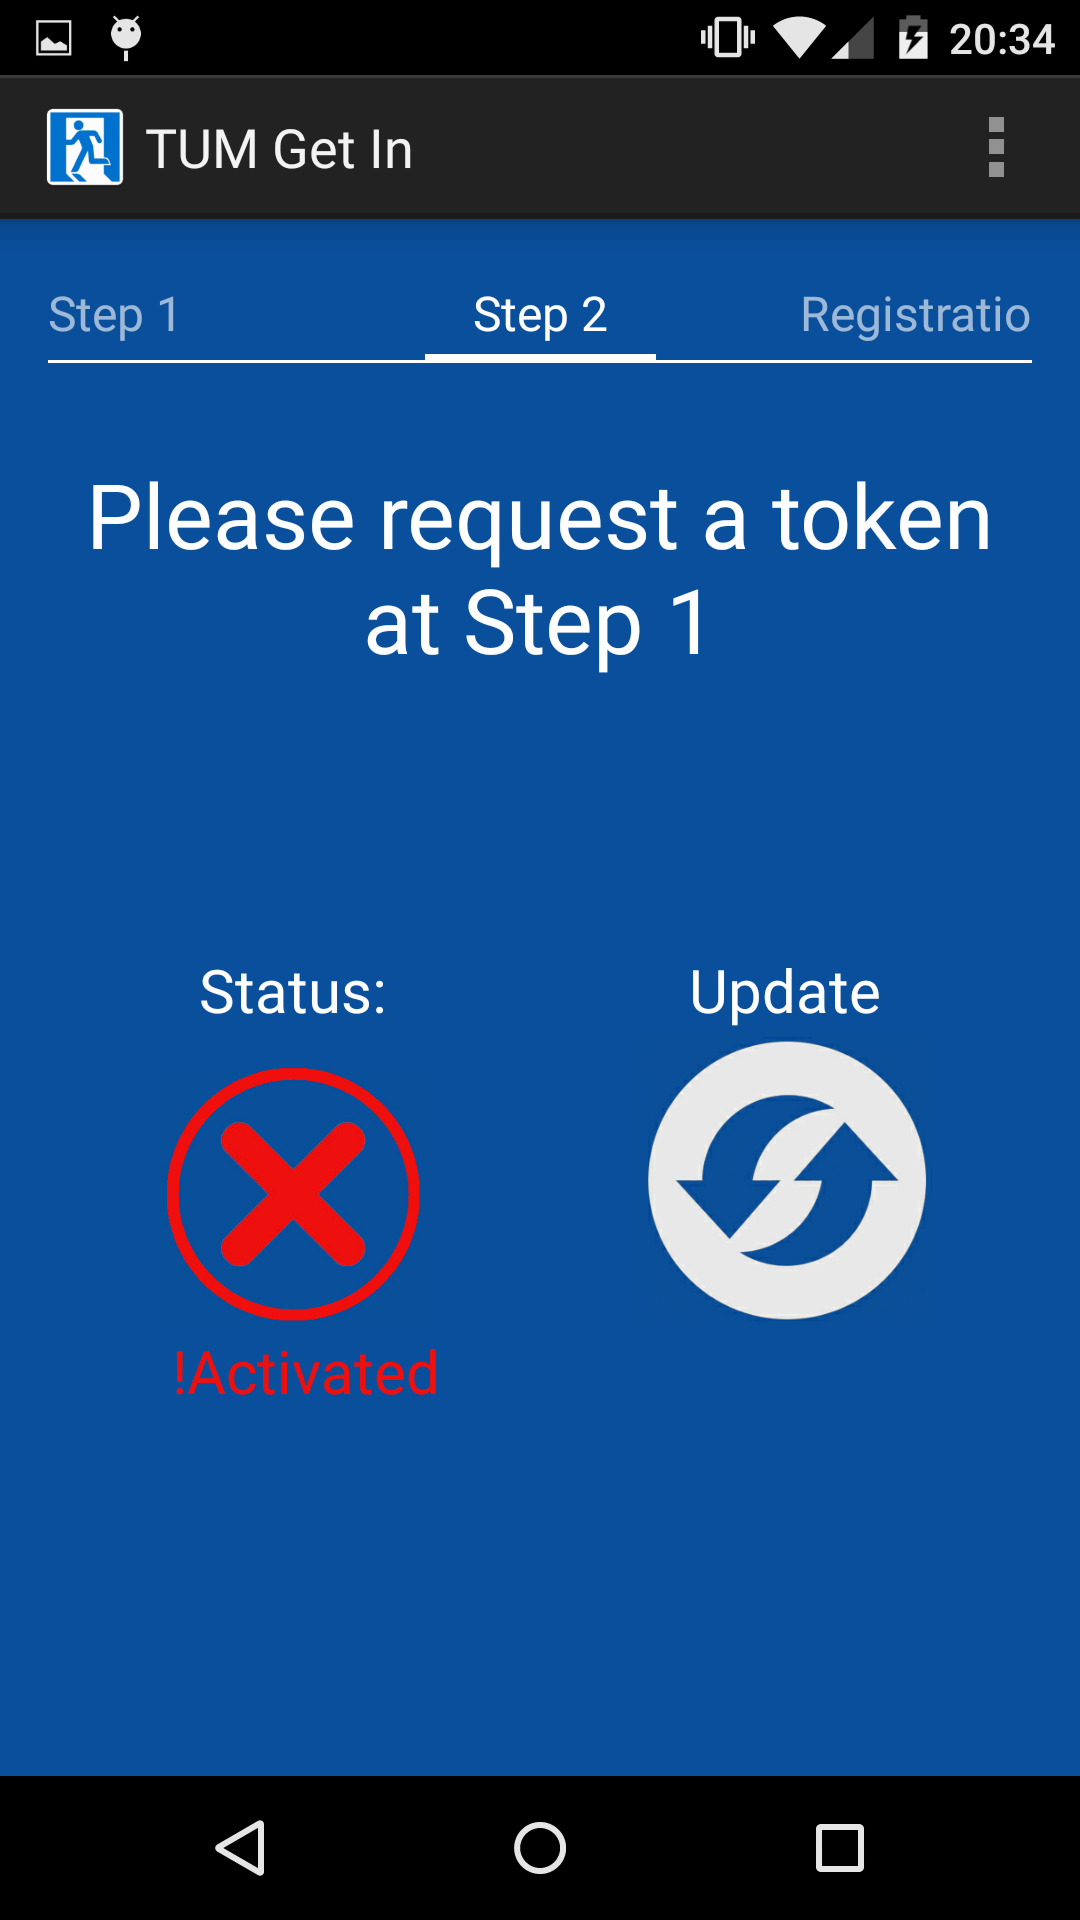 20:34
TUM Get In
Step 1
Step 2
Registratio
Please request a token
at Step 1
Status:
Update
!Activated